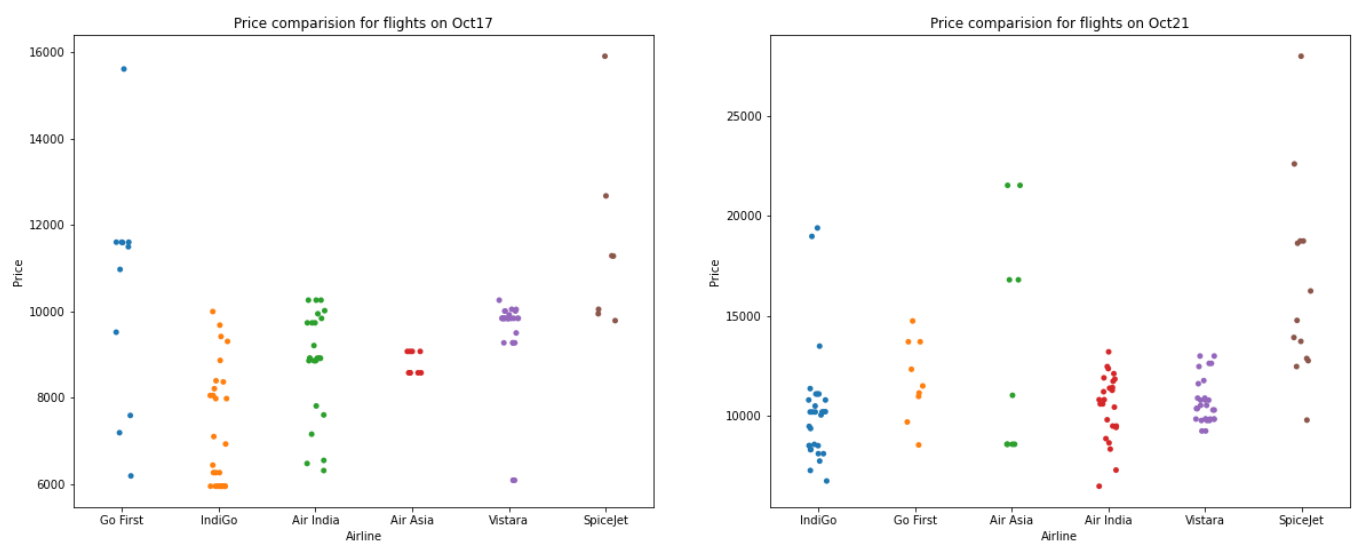 Price comparision for flights on Oct17
16000
14000
12000
10000
8000
6000
Price
Go First IndiGo Air India Air Asia Vistara SpiceJet
Airline
Price comparision for flights on Oct21
25000
20000
15000
10000
Price
IndiGo Go First Air Asia Air India Vistara SpiceJet
Airline